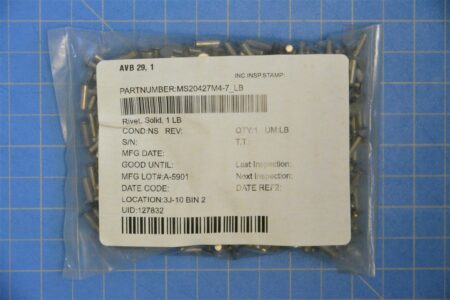 AVB 29, 1
INC.INSP.STAMP:
PARTNUMBER:MS20427M4-7_LB
Rivet, Solid, 1 LB
COND:NS REV: QTY:1 UM:LB
S/N: T.T.:
MFG DATE:
GOOD UNTIL: Last Inspection:
MFG LOT#:A-5901 Next Inspection:
DATE CODE: DATE REF2:
LOCATION:3J-10 BIN 2
UID:127832